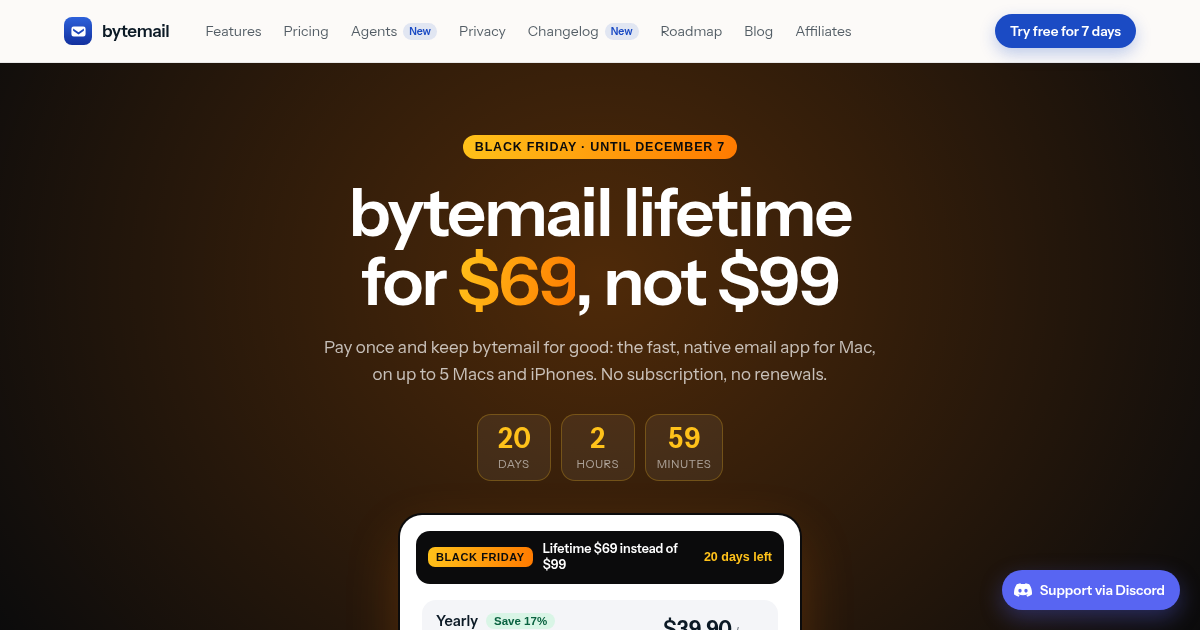 bytemail
Features Pricing Agents New Privacy Changelog New Roadmap Blog Affiliates
Try free for 7 days
BLACK FRIDAY · UNTIL DECEMBER 7
bytemail lifetime
for $69, not $99
Pay once and keep bytemail for good: the fast, native email app for Mac,
on up to 5 Macs and iPhones. No subscription, no renewals.
20 2 59
DAYS HOURS MINUTES
BLACK FRIDAY Lifetime $69 instead of
$99
20 days left
Yearly Save 17%
$39.90 /
Support via Discord